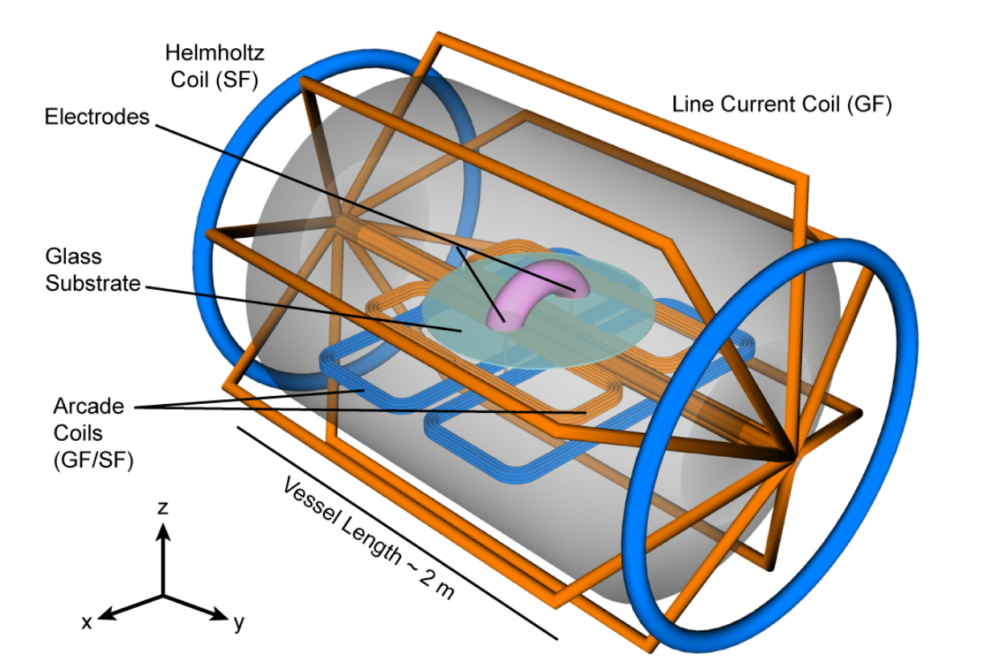 Helmholtz
Coil (SF)
Electrodes
Line Current Coil (GF)
Glass
Substrate
Arcade
Coils
(GF/SF)
Vessel Length ~ 2 m
z
x
y